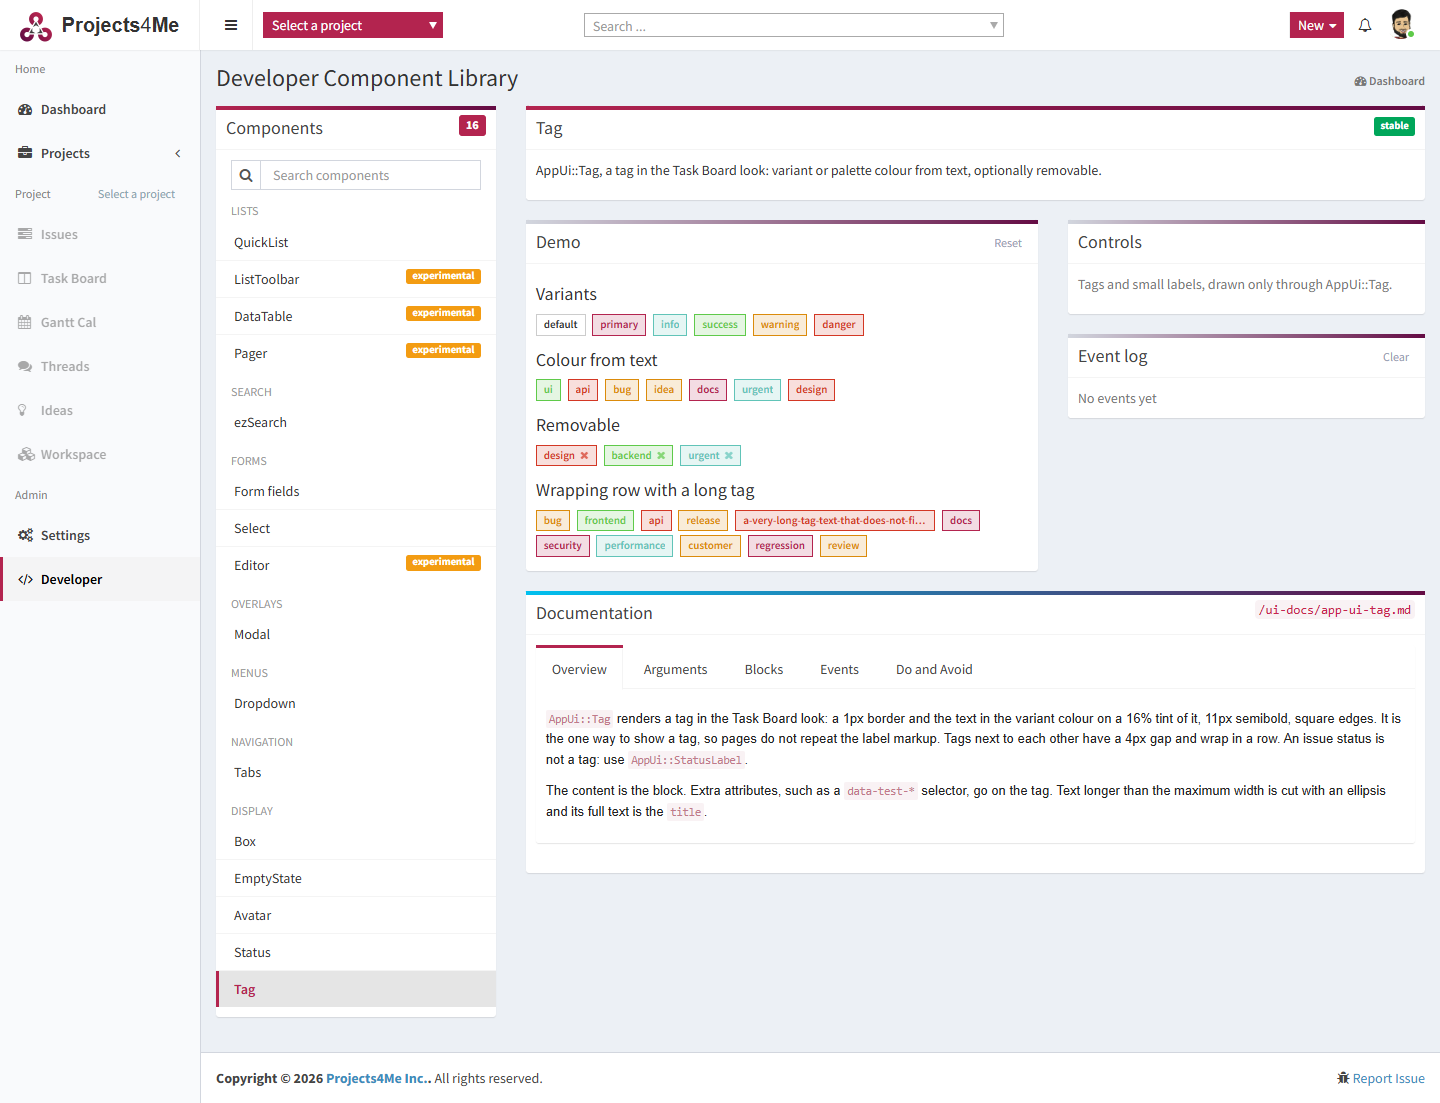 Projects4Me
Select a project
Search ...
New
Home
Dashboard
Projects
Project
Select a project
Issues
Task Board
Gantt Cal
Threads
Ideas
Workspace
Admin
Settings
Developer
Developer Component Library
Dashboard
Components
16
Search components
LISTS
QuickList
ListToolbar
experimental
DataTable
experimental
Pager
experimental
SEARCH
ezSearch
FORMS
Form fields
Select
Editor
experimental
OVERLAYS
Modal
MENUS
Dropdown
NAVIGATION
Tabs
DISPLAY
Box
EmptyState
Avatar
Status
Tag
Tag
stable
AppUi::Tag, a tag in the Task Board look: variant or palette colour from text, optionally removable.
Demo
Reset
Variants
default primary info success warning danger
Colour from text
ui api bug idea docs urgent design
Removable
design ✖ backend ✖ urgent ✖
Wrapping row with a long tag
bug frontend api release a-very-long-tag-text-that-does-not-fi... docs
security performance customer regression review
Controls
Tags and small labels, drawn only through AppUi::Tag.
Event log
Clear
No events yet
Documentation
/ui-docs/app-ui-tag.md
Overview Arguments Blocks Events Do and Avoid
AppUi::Tag renders a tag in the Task Board look: a 1px border and the text in the variant colour on a 16% tint of it, 11px semibold, square edges. It is
the one way to show a tag, so pages do not repeat the label markup. Tags next to each other have a 4px gap and wrap in a row. An issue status is
not a tag: use AppUi::StatusLabel.
The content is the block. Extra attributes, such as a data-test-* selector, go on the tag. Text longer than the maximum width is cut with an ellipsis
and its full text is the title.
Copyright © 2026 Projects4Me Inc.. All rights reserved.
Report Issue